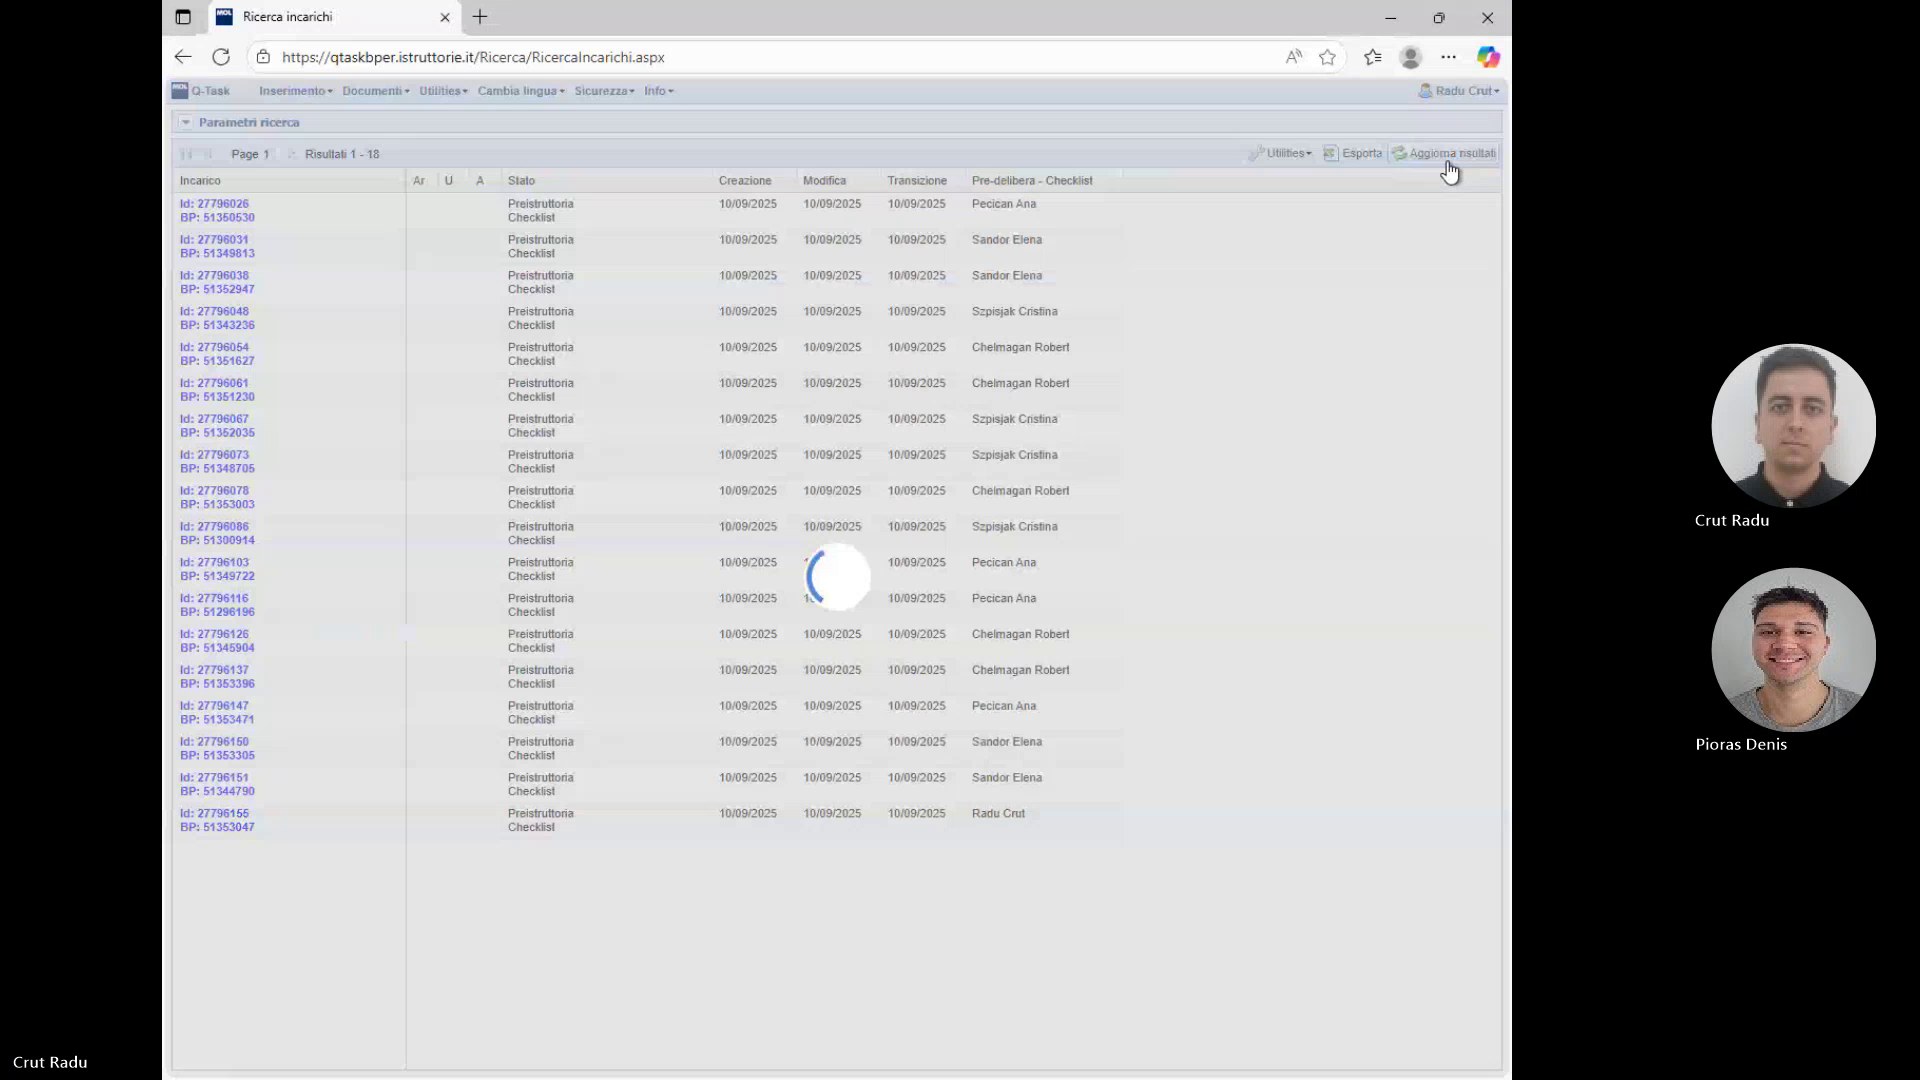 Ricerca incarichi
https://qtaskbper.istruttorie.it/Ricerca/RicercaIncarichi.aspx
MOL Q-Task Inserimento Documenti Utilities Cambia lingua Sicurezza Info Radu Crut
Parametri ricerca
Page 1 Risultati 1 - 18 Utilities Esporta Aggiorna risultati
Incarico Ar U A Stato Creazione Modifica Transizione Pre-delibera - Checklist
Id: 27796026 Preistruttoria 10/09/2025 10/09/2025 10/09/2025 Pecican Ana
BP: 51350530 Checklist
Id: 27796031 Preistruttoria 10/09/2025 10/09/2025 10/09/2025 Sandor Elena
BP: 51349813 Checklist
Id: 27796038 Preistruttoria 10/09/2025 10/09/2025 10/09/2025 Sandor Elena
BP: 51352947 Checklist
Id: 27796048 Preistruttoria 10/09/2025 10/09/2025 10/09/2025 Szpisjak Cristina
BP: 51343236 Checklist
Id: 27796054 Preistruttoria 10/09/2025 10/09/2025 10/09/2025 Chelmagan Robert
BP: 51351627 Checklist
Id: 27796061 Preistruttoria 10/09/2025 10/09/2025 10/09/2025 Chelmagan Robert
BP: 51351230 Checklist
Id: 27796067 Preistruttoria 10/09/2025 10/09/2025 10/09/2025 Szpisjak Cristina
BP: 51352035 Checklist
Id: 27796073 Preistruttoria 10/09/2025 10/09/2025 10/09/2025 Szpisjak Cristina
BP: 51348705 Checklist
Id: 27796078 Preistruttoria 10/09/2025 10/09/2025 10/09/2025 Chelmagan Robert
BP: 51353003 Checklist
Id: 27796086 Preistruttoria 10/09/2025 10/09/2025 10/09/2025 Szpisjak Cristina
BP: 51300914 Checklist
Id: 27796103 Preistruttoria 10/09/2025 10/09/2025 Pecican Ana
BP: 51349722 Checklist
Id: 27796116 Preistruttoria 10/09/2025 10/09/2025 Pecican Ana
BP: 51296196 Checklist
Id: 27796126 Preistruttoria 10/09/2025 10/09/2025 10/09/2025 Chelmagan Robert
BP: 51345904 Checklist
Id: 27796137 Preistruttoria 10/09/2025 10/09/2025 10/09/2025 Chelmagan Robert
BP: 51353396 Checklist
Id: 27796147 Preistruttoria 10/09/2025 10/09/2025 10/09/2025 Pecican Ana
BP: 51353471 Checklist
Id: 27796150 Preistruttoria 10/09/2025 10/09/2025 10/09/2025 Sandor Elena
BP: 51353305 Checklist
Id: 27796151 Preistruttoria 10/09/2025 10/09/2025 10/09/2025 Sandor Elena
BP: 51344790 Checklist
Id: 27796155 Preistruttoria 10/09/2025 10/09/2025 10/09/2025 Radu Crut
BP: 51353047 Checklist
Crut Radu
Pioras Denis
Crut Radu